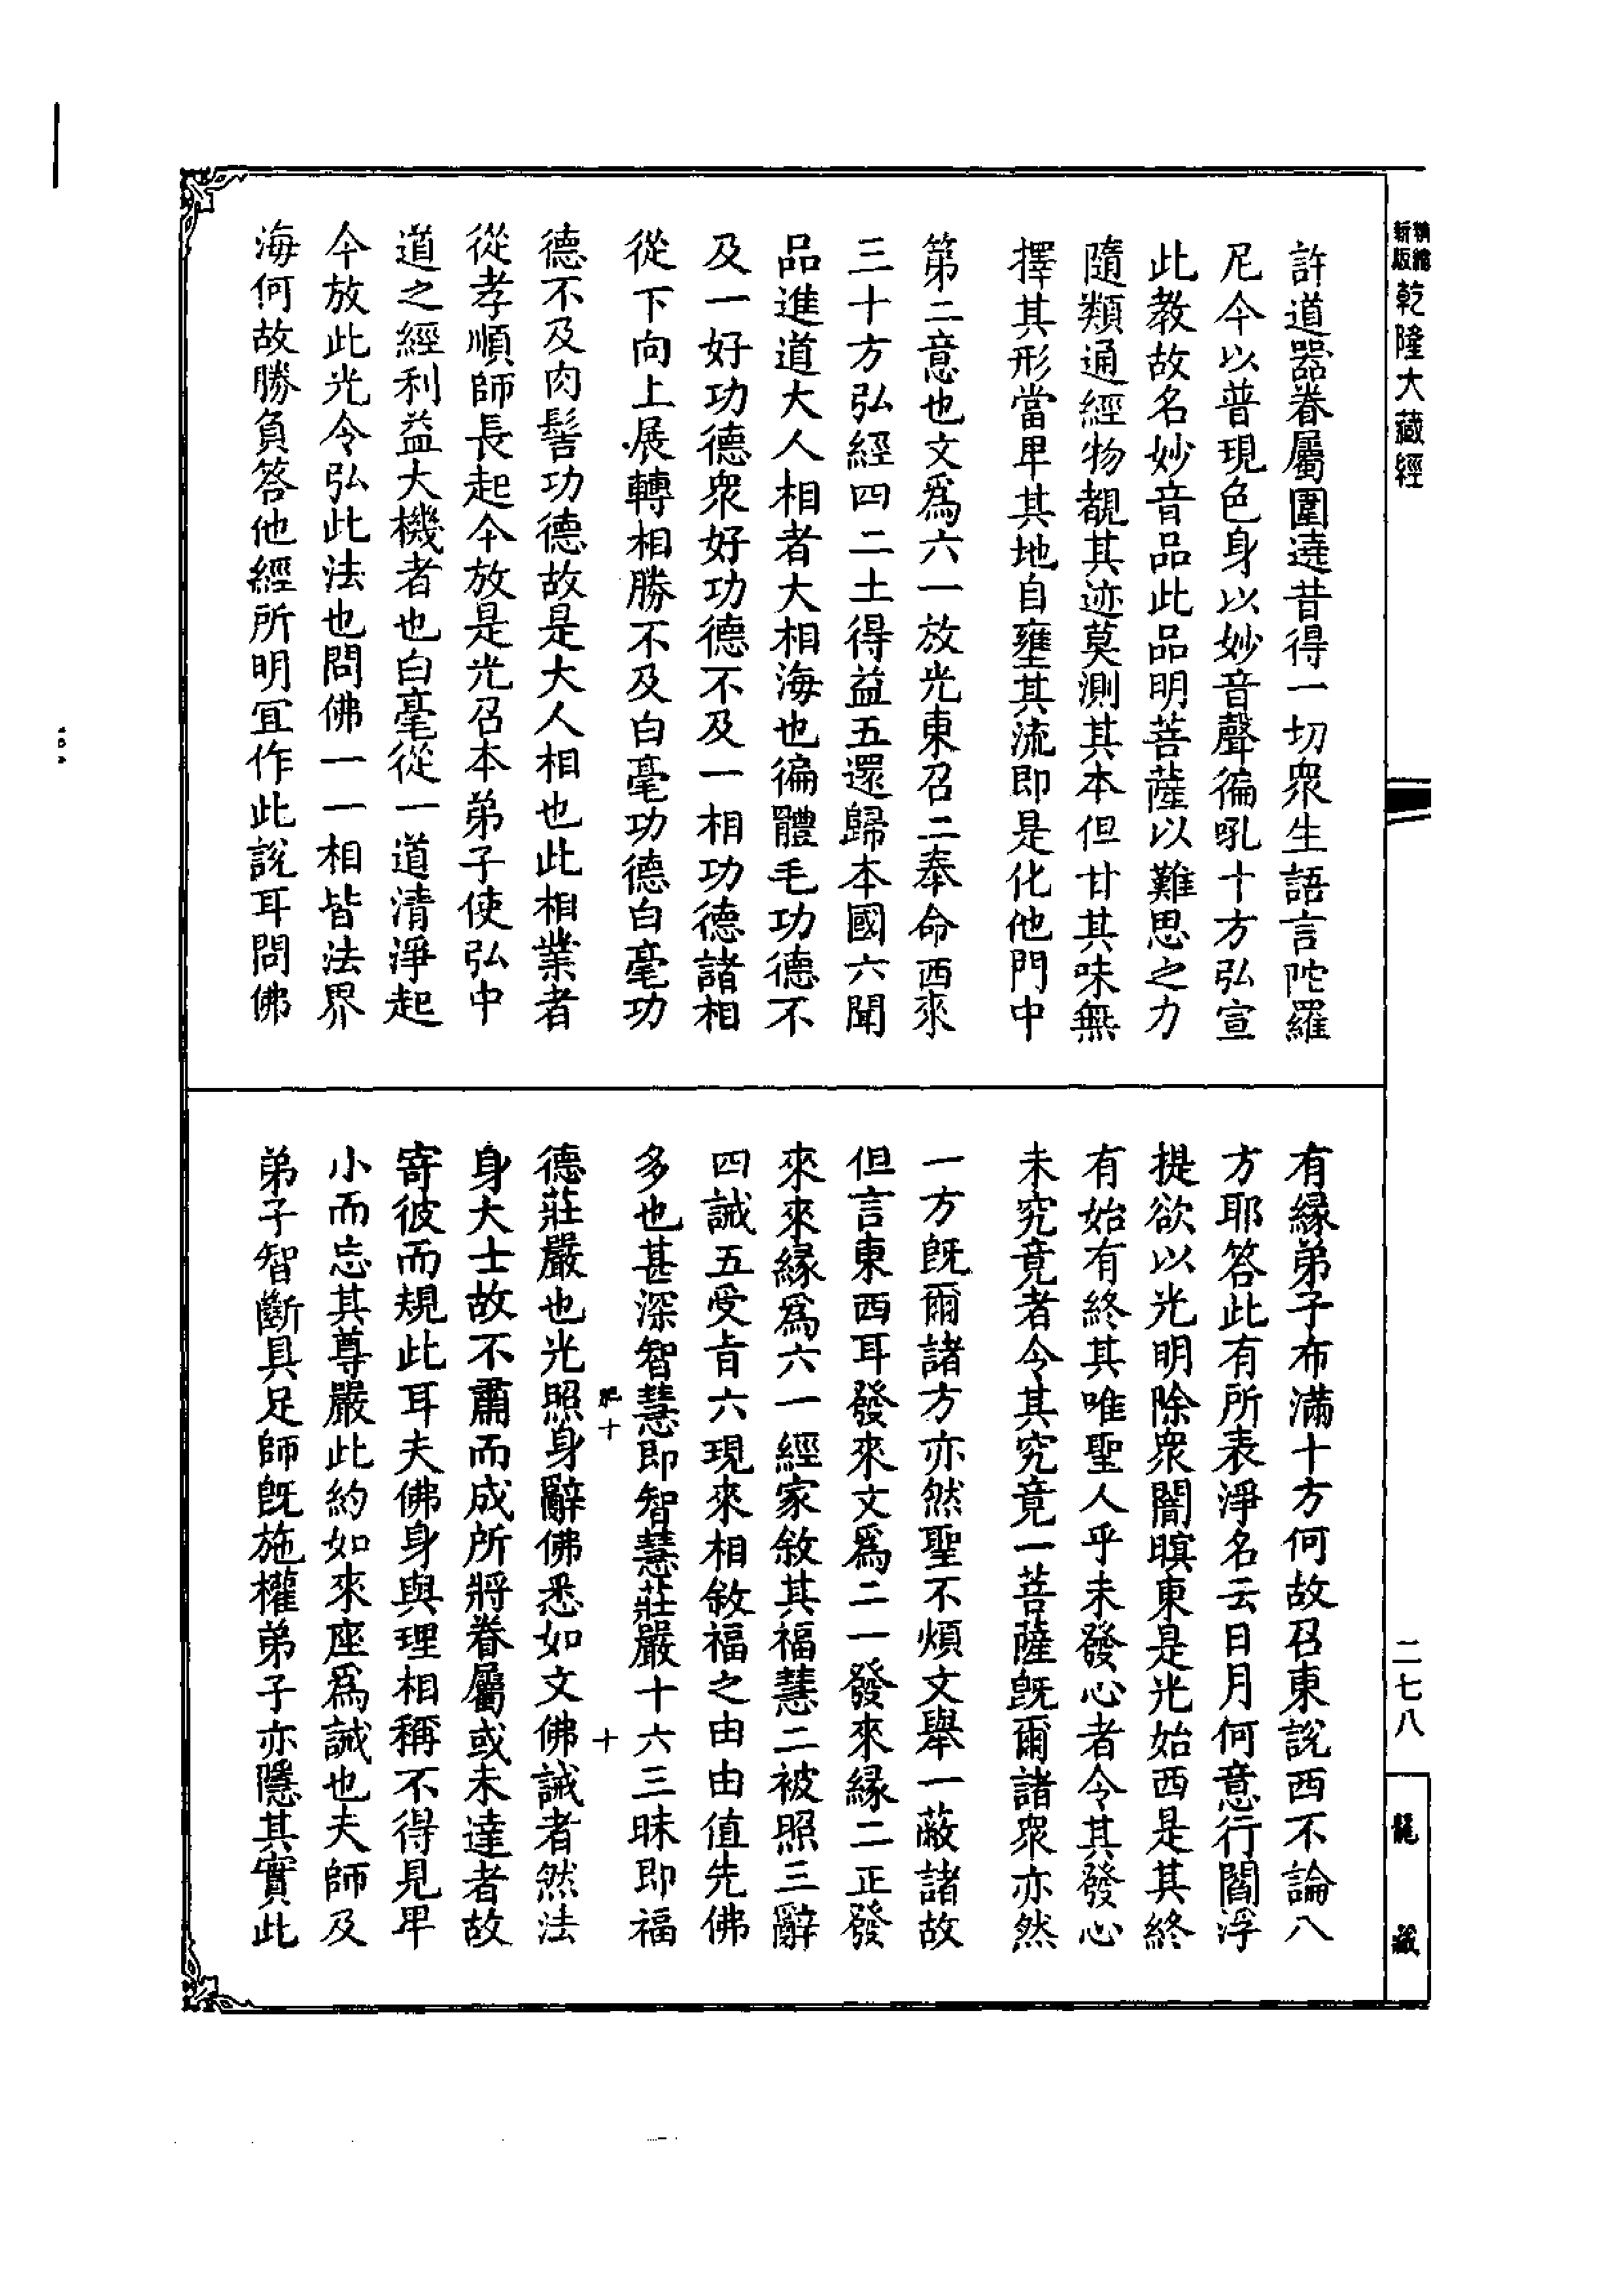 新版
乾隆大藏經
許道器眷屬圍遶昔得一切眾生語言陀羅
尼今以普現色身以妙音聲徧吼十方弘宣
此教故名妙音品此品明菩薩以難思之力
隨類通經物覩其迹莫測其本但甘其味無
擇其形當卑其地自壅其流即是化他門中
第二意也文為六一放光東召二奉命西來
三十方弘經四二土得益五還歸本國六聞
品進道大人相者大相海也徧體毛功德不
及一好功德眾好功德不及一相功德諸相
從下向上展轉相勝不及白毫功德白毫功
德不及肉髻功德故是大人相也此相業者
從孝順師長起今放是光召本弟子使弘中
道之經利益大機者也白毫從一道清淨起
今放此光令弘此法也問佛一一相皆法界
海何故勝負答他經所明宜作此說耳問佛
有緣弟子布滿十方何故召東說西不論八
方耶答此有所表淨名云日月何意行閻浮
提欲以光明除眾闇瞑東是光始西是其終
有始有終其唯聖人乎未發心者令其發心
未究竟者令其究竟一菩薩既爾諸眾亦然
一方既爾諸方亦然聖不煩文舉一蔽諸故
但言東西耳發來文為二一發來緣二正發
來來緣為六一經家敘其福慧二被照三辭
四誡五受旨六現來相敘福之由由值先佛
多也甚深智慧即智慧莊嚴十六三昧即福
肥十
十
德莊嚴也光照身辭佛悉如文佛誡者然法
身大士故不肅而成所將眷屬或未達者故
寄彼而規此耳夫佛身與理相稱不得見卑
小而忘其尊嚴此約如來座為誡也夫師及
弟子智斷具足師既施權弟子亦隱其實此
二七八
龍藏